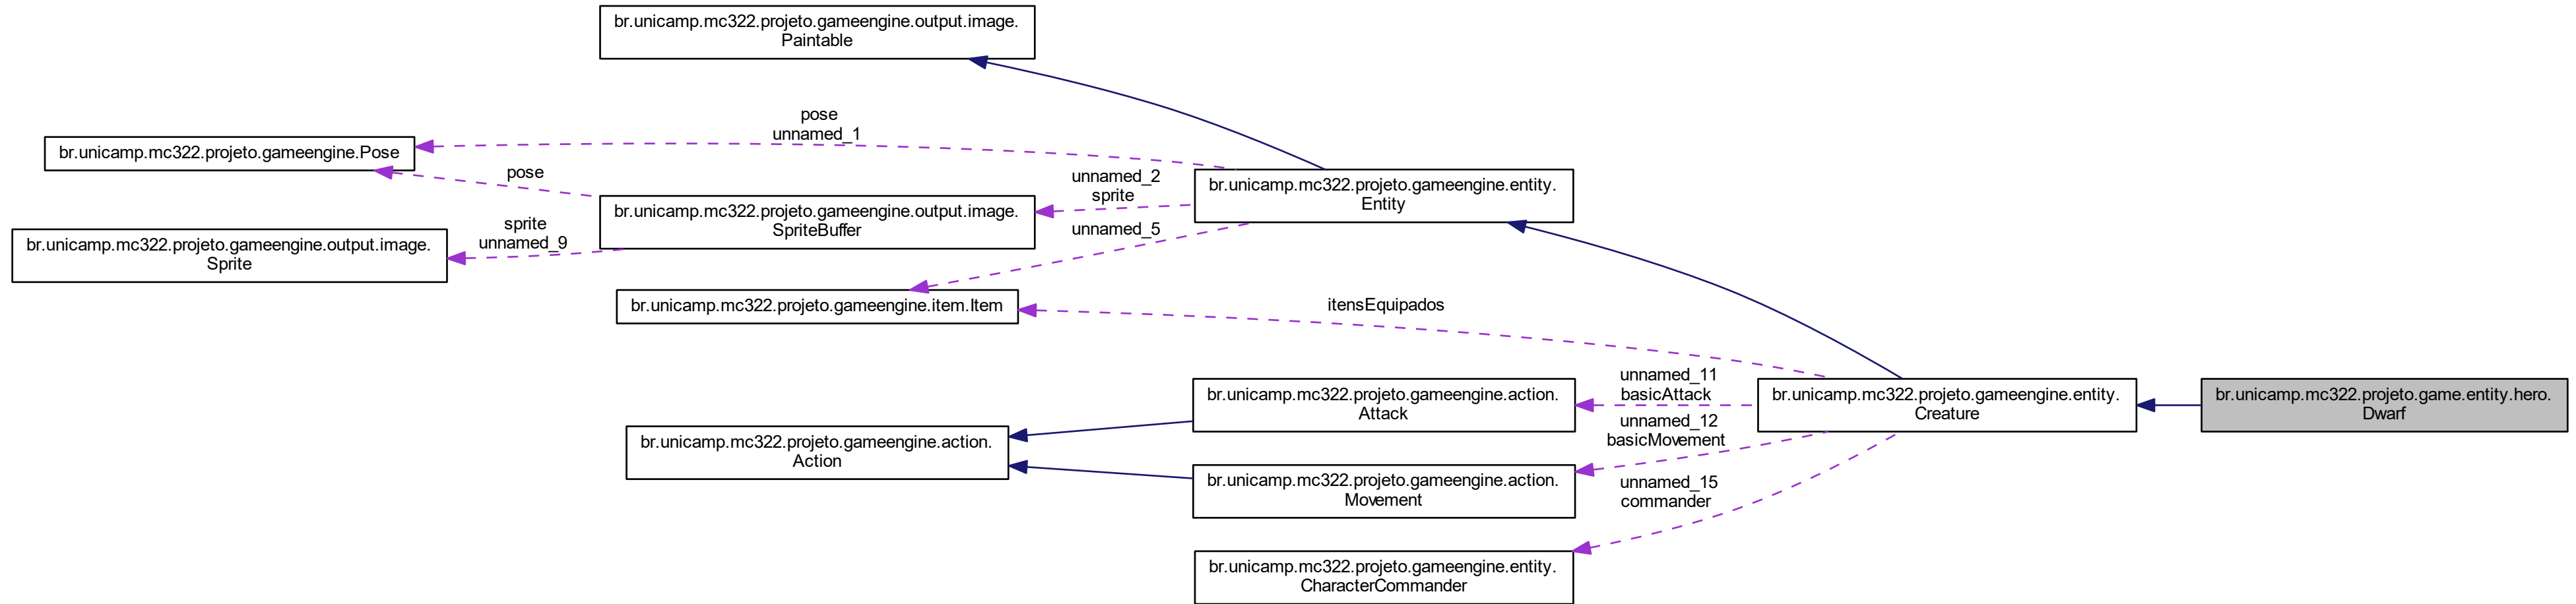 br.unicamp.mc322.projeto.gameengine.output.image.
Paintable
pose
unnamed_1
br.unicamp.mc322.projeto.gameengine.Pose
pose
unnamed_2
sprite
br.unicamp.mc322.projeto.gameengine.entity.
Entity
br.unicamp.mc322.projeto.gameengine.output.image.
SpriteBuffer
sprite
unnamed_9
unnamed_5
br.unicamp.mc322.projeto.gameengine.output.image.
Sprite
br.unicamp.mc322.projeto.gameengine.item.Item
itensEquipados
unnamed_11
basicAttack
br.unicamp.mc322.projeto.gameengine.action.
Attack
br.unicamp.mc322.projeto.gameengine.entity.
Creature
br.unicamp.mc322.projeto.game.entity.hero.
Dwarf
unnamed_12
basicMovement
br.unicamp.mc322.projeto.gameengine.action.
Action
br.unicamp.mc322.projeto.gameengine.action.
Movement
unnamed_15
commander
br.unicamp.mc322.projeto.gameengine.entity.
CharacterCommander